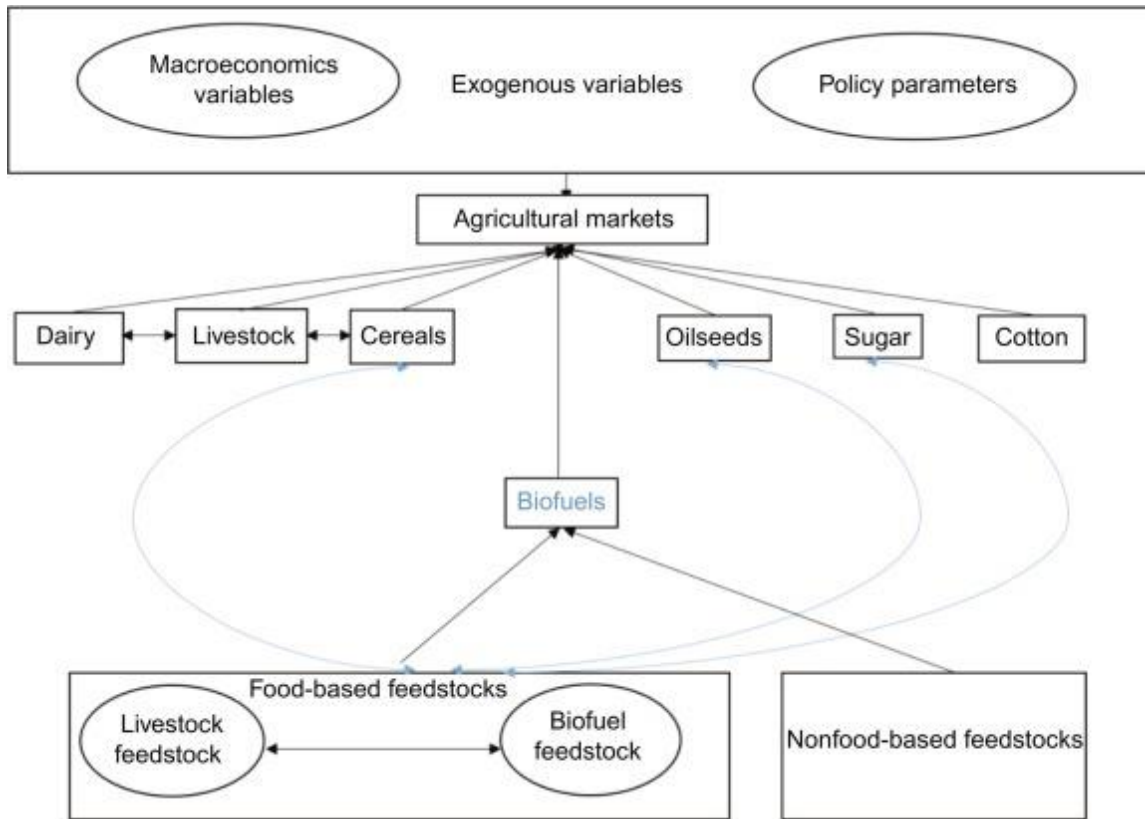 Macroeconomics
variables
Exogenous variables
Policy parameters
Agricultural markets
Dairy
Livestock
Cereals
Oilseeds
Sugar
Cotton
Biofuels
Food-based feedstocks
Livestock
feedstock
Biofuel
feedstock
Nonfood-based feedstocks